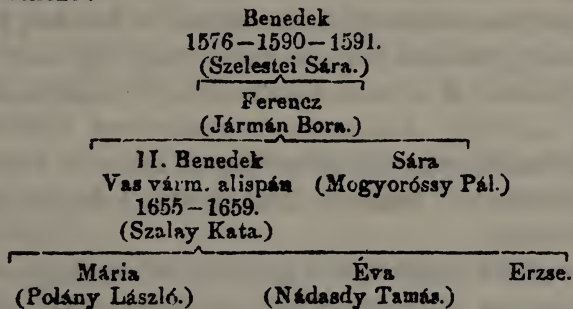 Benedek
1576—1590—1591.
(Szelestei Sára.)
Ferencz
(Jármán Bora.)
II. Benedek Sára
Vas várm. alispán (Mogyoróssy Pál.)
1655—1659.
(Szalay Kata.)
Mária Éva Erzse.
(Polány László.) (Nádasdy Tamás.)